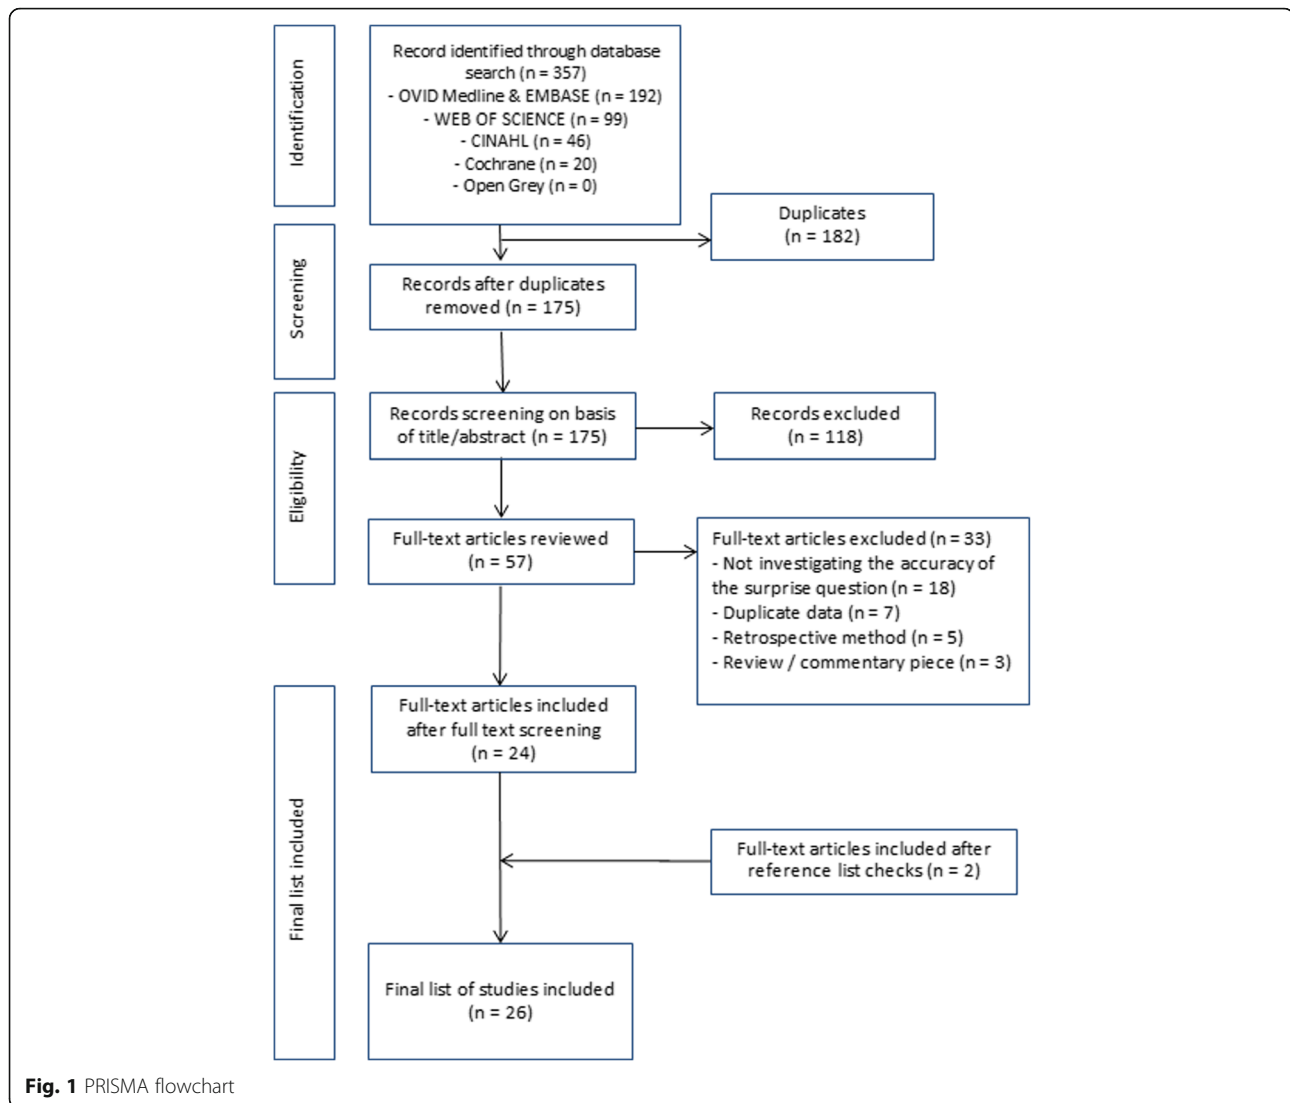 Identification
Record identified through database
search (n = 357)
- OVID Medline & EMBASE (n = 192)
- WEB OF SCIENCE (n = 99)
- CINAHL (n = 46)
- Cochrane (n = 20)
- Open Grey (n = 0)
Duplicates
(n = 182)
Screening
Records after duplicates
removed (n = 175)
Eligibility
Records screening on basis
of title/abstract (n = 175)
Records excluded
(n = 118)
Full-text articles reviewed
(n = 57)
Full-text articles excluded (n = 33)
- Not investigating the accuracy of
the surprise question (n = 18)
- Duplicate data (n = 7)
- Retrospective method (n = 5)
- Review / commentary piece (n = 3)
Final list included
Full-text articles included
after full text screening
(n = 24)
Full-text articles included after
reference list checks (n = 2)
Final list of studies included
(n = 26)
Fig. 1 PRISMA flowchart